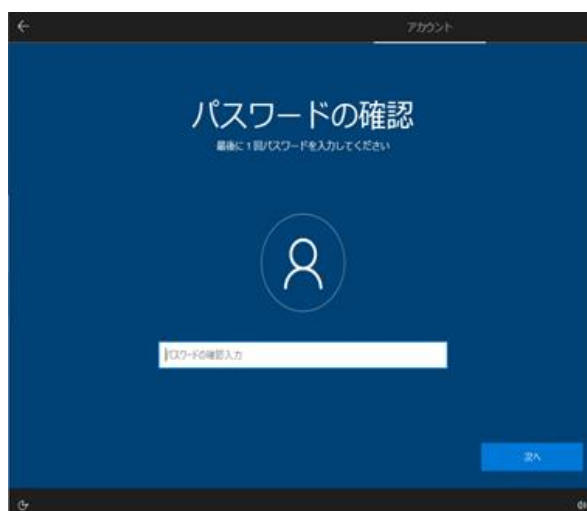 アカウント
パスワードの確認
最後に1回パスワードを入力してください
パスワードの確認入力
次へ